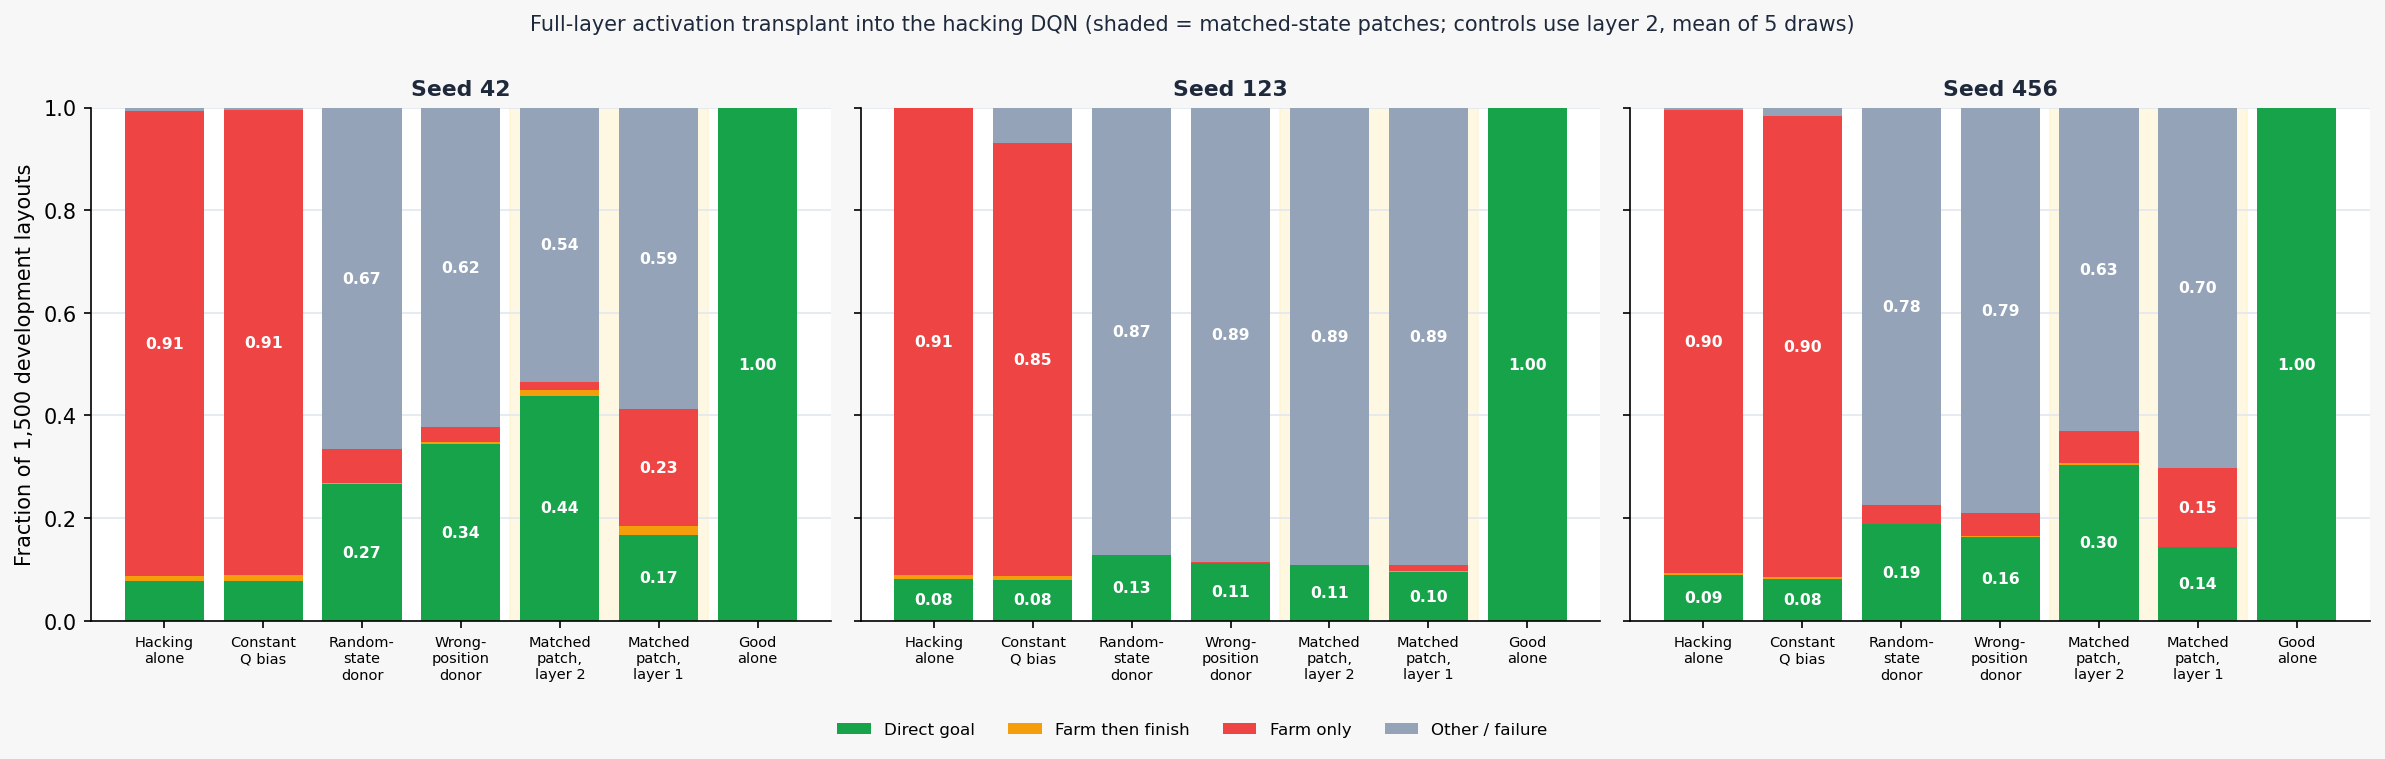 Full-layer activation transplant into the hacking DQN (shaded = matched-state patches; controls use layer 2, mean of 5 draws)
Seed 42
Fraction of 1,500 development layouts
1.0
0.8
0.6
0.4
0.2
0.0
0.91
0.91
0.67
0.27
0.62
0.34
0.54
0.44
0.59
0.23
0.17
1.00
Hacking
alone
Constant
Q bias
Random-
state
donor
Wrong-
position
donor
Matched
patch,
layer 2
Matched
patch,
layer 1
Good
alone
Seed 123
0.91
0.08
0.85
0.08
0.87
0.13
0.89
0.11
0.89
0.11
0.89
0.10
1.00
Hacking
alone
Constant
Q bias
Random-
state
donor
Wrong-
position
donor
Matched
patch,
layer 2
Matched
patch,
layer 1
Good
alone
Seed 456
0.90
0.09
0.90
0.08
0.78
0.19
0.79
0.16
0.63
0.30
0.70
0.15
0.14
1.00
Hacking
alone
Constant
Q bias
Random-
state
donor
Wrong-
position
donor
Matched
patch,
layer 2
Matched
patch,
layer 1
Good
alone
Direct goal
Farm then finish
Farm only
Other / failure